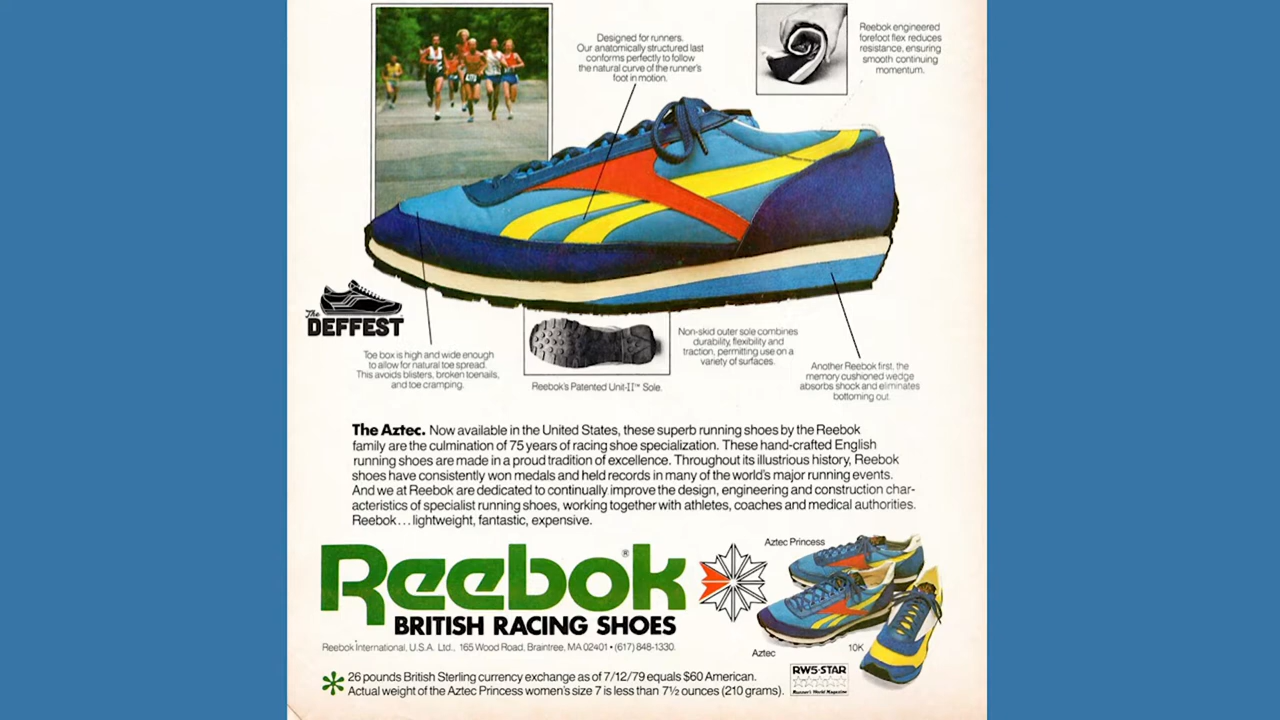 Designed for runners.
Our anatomically structured last
conforms perfectly to follow
the natural curve of the runner's
foot in motion.
Reebok engineered
forefoot flex reduces
resistance, ensuring
smooth continuing
momentum.
The
DEFFEST
Toe box is high and wide enough
to allow for natural toe spread.
This avoids blisters, broken toenails,
and toe cramping.
Reebok's Patented Unit-II™ Sole.
Non-skid outer sole combines
durability, flexibility and
traction, permitting use on a
variety of surfaces.
Another Reebok first, the
memory cushioned wedge
absorbs shock and eliminates
bottoming out.
The Aztec. Now available in the United States, these superb running shoes by the Reebok
family are the culmination of 75 years of racing shoe specialization. These hand-crafted English
running shoes are made in a proud tradition of excellence. Throughout its illustrious history, Reebok
shoes have consistently won medals and held records in many of the world's major running events.
And we at Reebok are dedicated to continually improve the design, engineering and construction char-
acteristics of specialist running shoes, working together with athletes, coaches and medical authorities.
Reebok...lightweight, fantastic, expensive.
Reebok®
BRITISH RACING SHOES
Reebok International, U.S.A. Ltd., 165 Wood Road, Braintree, MA 02401 • (617) 848-1330.
Aztec Princess
Aztec
10K
RW5-STAR
Runner's World Magazine
* 26 pounds British Sterling currency exchange as of 7/12/79 equals $60 American.
Actual weight of the Aztec Princess women's size 7 is less than 7½ ounces (210 grams).